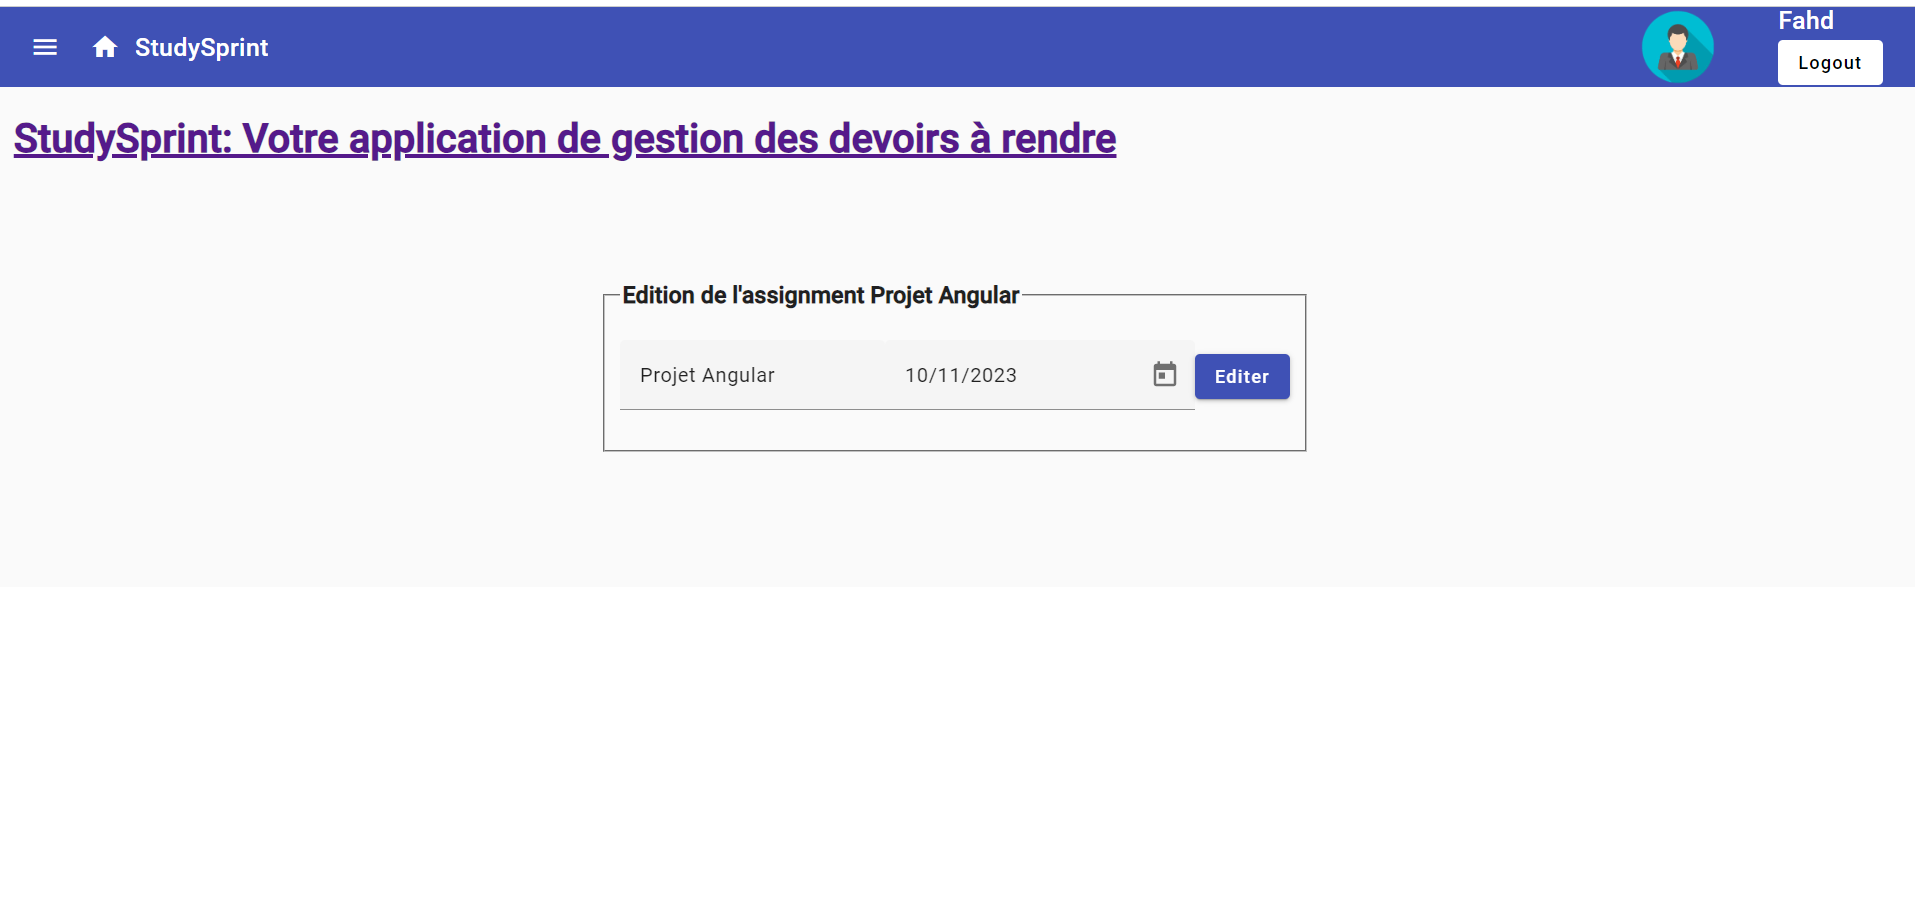 StudySprint
Fahd
Logout
StudySprint: Votre application de gestion des devoirs à rendre
Edition de l'assignment Projet Angular
Projet Angular 10/11/2023 Editer